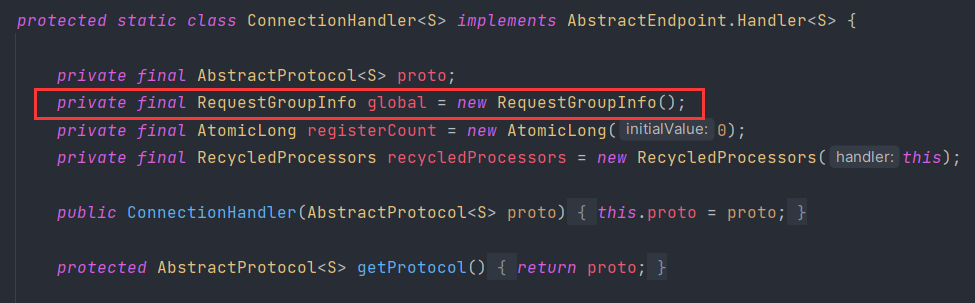 protected static class ConnectionHandler<S> implements AbstractEndpoint.Handler<S> {
private final AbstractProtocol<S> proto;
private final RequestGroupInfo global = new RequestGroupInfo();
private final AtomicLong registerCount = new AtomicLong( initialValue: 0);
private final RecycledProcessors recycledProcessors = new RecycledProcessors( handler: this);
public ConnectionHandler(AbstractProtocol<S> proto) { this.proto = proto; }
protected AbstractProtocol<S> getProtocol() { return proto; }